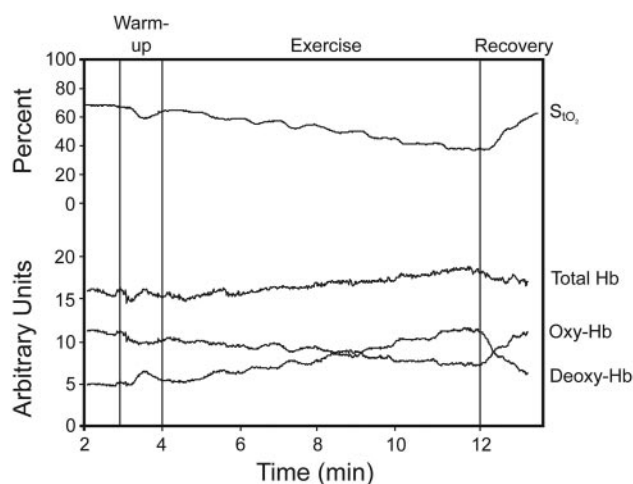 Warm-
up
Exercise
Recovery
100
80
60
40
20
0
Percent
StO₂
20
15
10
5
0
Arbitrary Units
Total Hb
Oxy-Hb
Deoxy-Hb
2
4
6
8
10
12
Time (min)